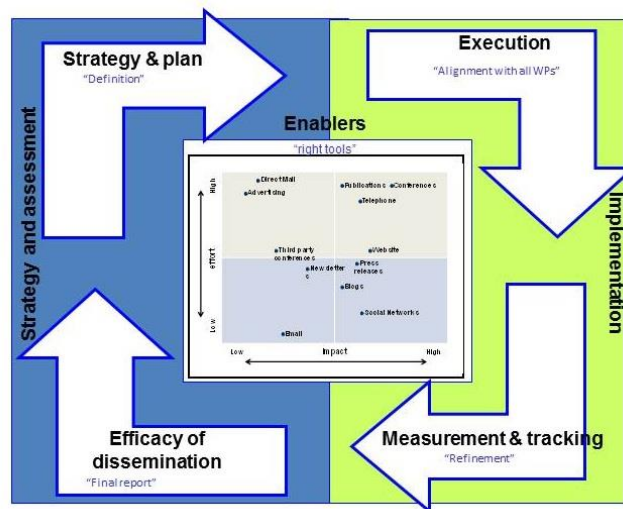 Strategy & plan
"Definition"
Execution
"Alignment with all WPs"
Enablers
"right tools"
Strategy and assessment
Implementation
High
effort
Low
Direct Mail
Advertising
Publications
Conferences
Telephone
Third party
conferences
Website
Newsletter
s
Press
releases
Blogs
Social Networks
Email
Low
Impact
High
Efficacy of
dissemination
"Final report"
Measurement & tracking
"Refinement"